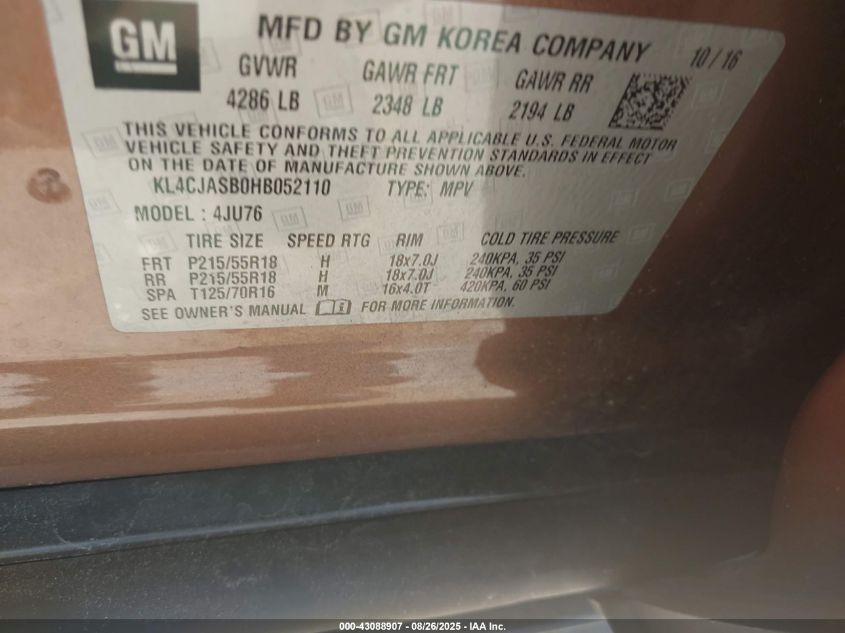 GM
MFD BY GM KOREA COMPANY 10/16
GVWR GAWR FRT GAWR RR
4286 LB 2348 LB 2194 LB
THIS VEHICLE CONFORMS TO ALL APPLICABLE U.S. FEDERAL MOTOR
VEHICLE SAFETY AND THEFT PREVENTION STANDARDS IN EFFECT
ON THE DATE OF MANUFACTURE SHOWN ABOVE.
KL4CJASB0HB052110 TYPE: MPV
MODEL: 4JU76
TIRE SIZE SPEED RTG RIM COLD TIRE PRESSURE
FRT P215/55R18 H 18x7.0J 240KPA, 35 PSI
RR P215/55R18 H 18x7.0J 240KPA, 35 PSI
SPA T125/70R16 M 16x4.0T 420KPA, 60 PSI
SEE OWNER'S MANUAL FOR MORE INFORMATION.
000-43088907 - 08/26/2025 - IAA Inc.